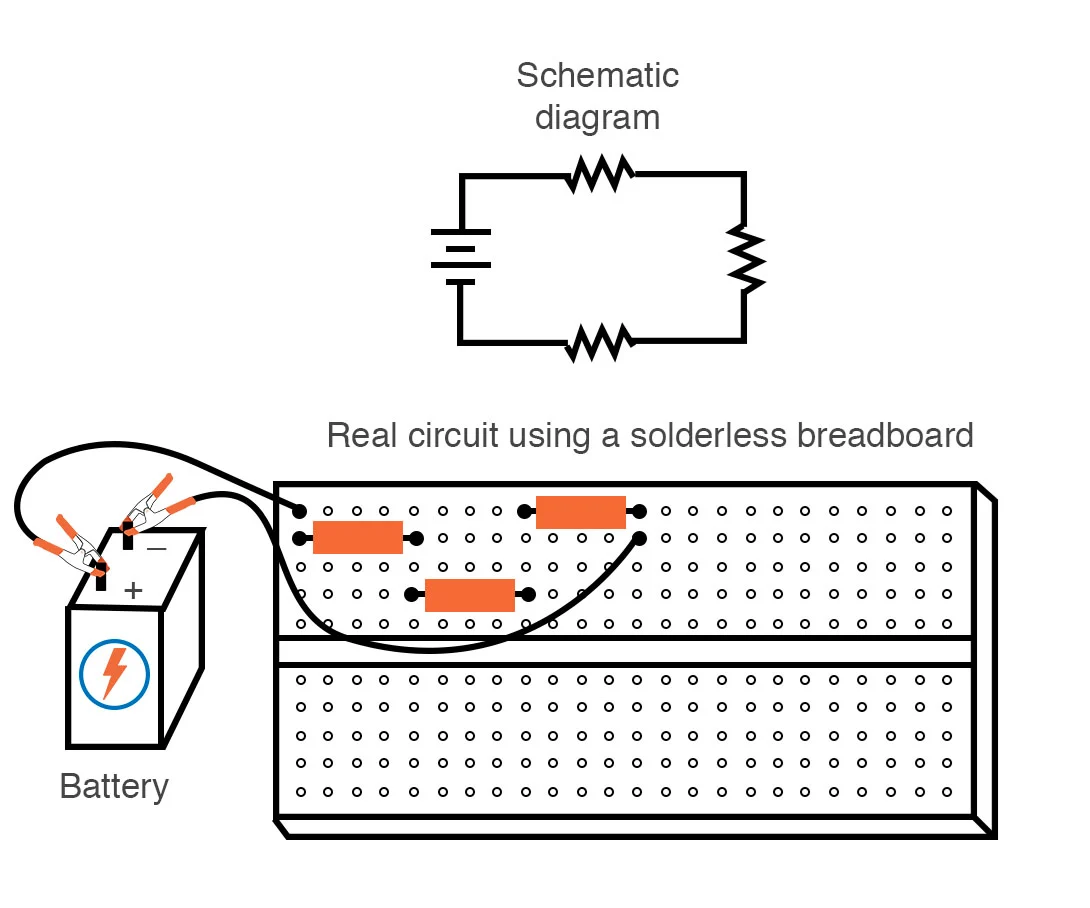 Schematic
diagram
Real circuit using a solderless breadboard
−
+
Battery